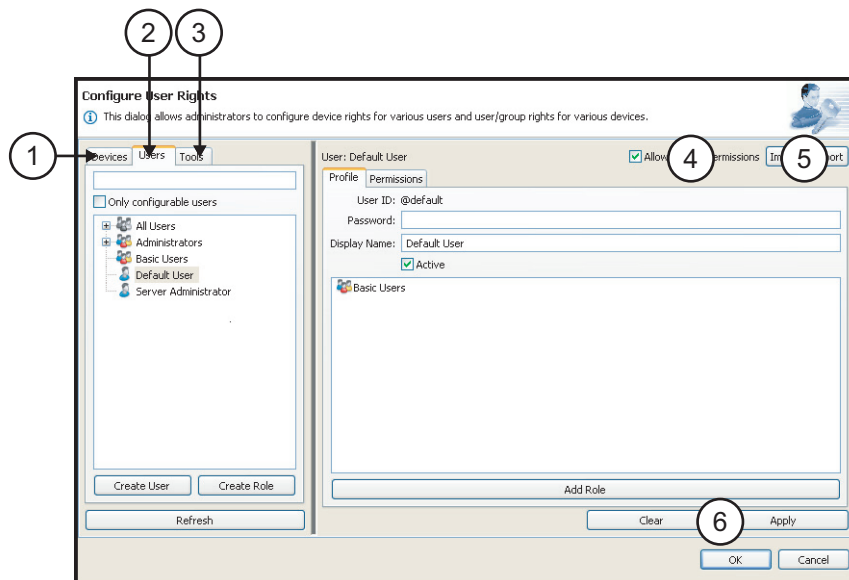 2 3
Configure User Rights
This dialog allows administrators to configure device rights for various users and user/group rights for various devices.
1 Devices Users Tools
User: Default User Allow 4 ermissions Im 5 ort
Profile Permissions
Only configurable users
User ID: @default
Password:
All Users
Administrators
Display Name: Default User
Basic Users
Active
Default User
Basic Users
Server Administrator
Create User Create Role
Add Role
Refresh
Clear 6 Apply
OK Cancel